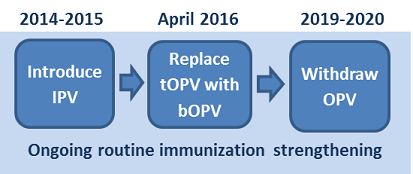 2014-2015 April 2016 2019-2020
Introduce IPV
Replace tOPV with bOPV
Withdraw OPV
Ongoing routine immunization strengthening